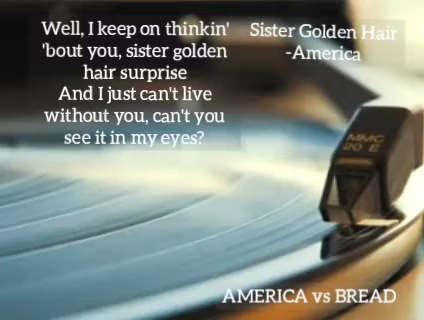 Well, I keep on thinkin'
'bout you, sister golden
hair surprise
And I just can't live
without you, can't you
see it in my eyes?
Sister Golden Hair
-America
MMC
20 E
AMERICA vs BREAD